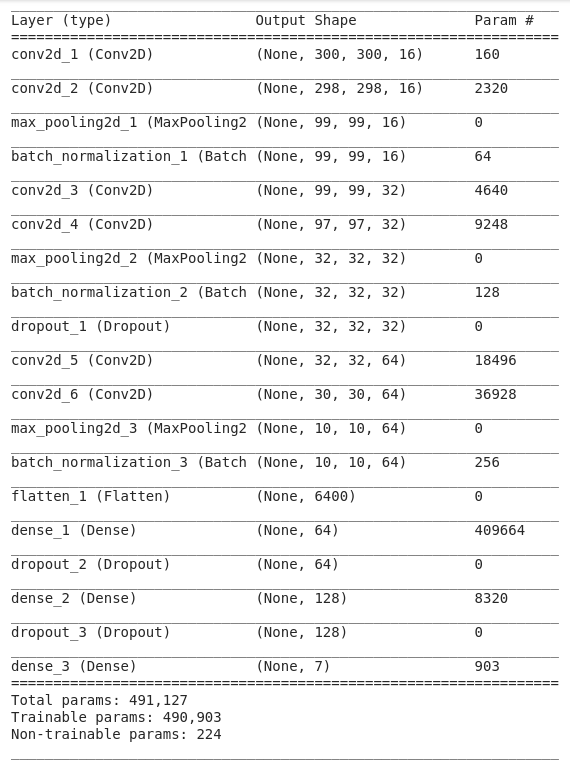 Layer (type) Output Shape Param #
=================================================================
conv2d_1 (Conv2D) (None, 300, 300, 16) 160
conv2d_2 (Conv2D) (None, 298, 298, 16) 2320
max_pooling2d_1 (MaxPooling2 (None, 99, 99, 16) 0
batch_normalization_1 (Batch (None, 99, 99, 16) 64
conv2d_3 (Conv2D) (None, 99, 99, 32) 4640
conv2d_4 (Conv2D) (None, 97, 97, 32) 9248
max_pooling2d_2 (MaxPooling2 (None, 32, 32, 32) 0
batch_normalization_2 (Batch (None, 32, 32, 32) 128
dropout_1 (Dropout) (None, 32, 32, 32) 0
conv2d_5 (Conv2D) (None, 32, 32, 64) 18496
conv2d_6 (Conv2D) (None, 30, 30, 64) 36928
max_pooling2d_3 (MaxPooling2 (None, 10, 10, 64) 0
batch_normalization_3 (Batch (None, 10, 10, 64) 256
flatten_1 (Flatten) (None, 6400) 0
dense_1 (Dense) (None, 64) 409664
dropout_2 (Dropout) (None, 64) 0
dense_2 (Dense) (None, 128) 8320
dropout_3 (Dropout) (None, 128) 0
dense_3 (Dense) (None, 7) 903
=================================================================
Total params: 491,127
Trainable params: 490,903
Non-trainable params: 224